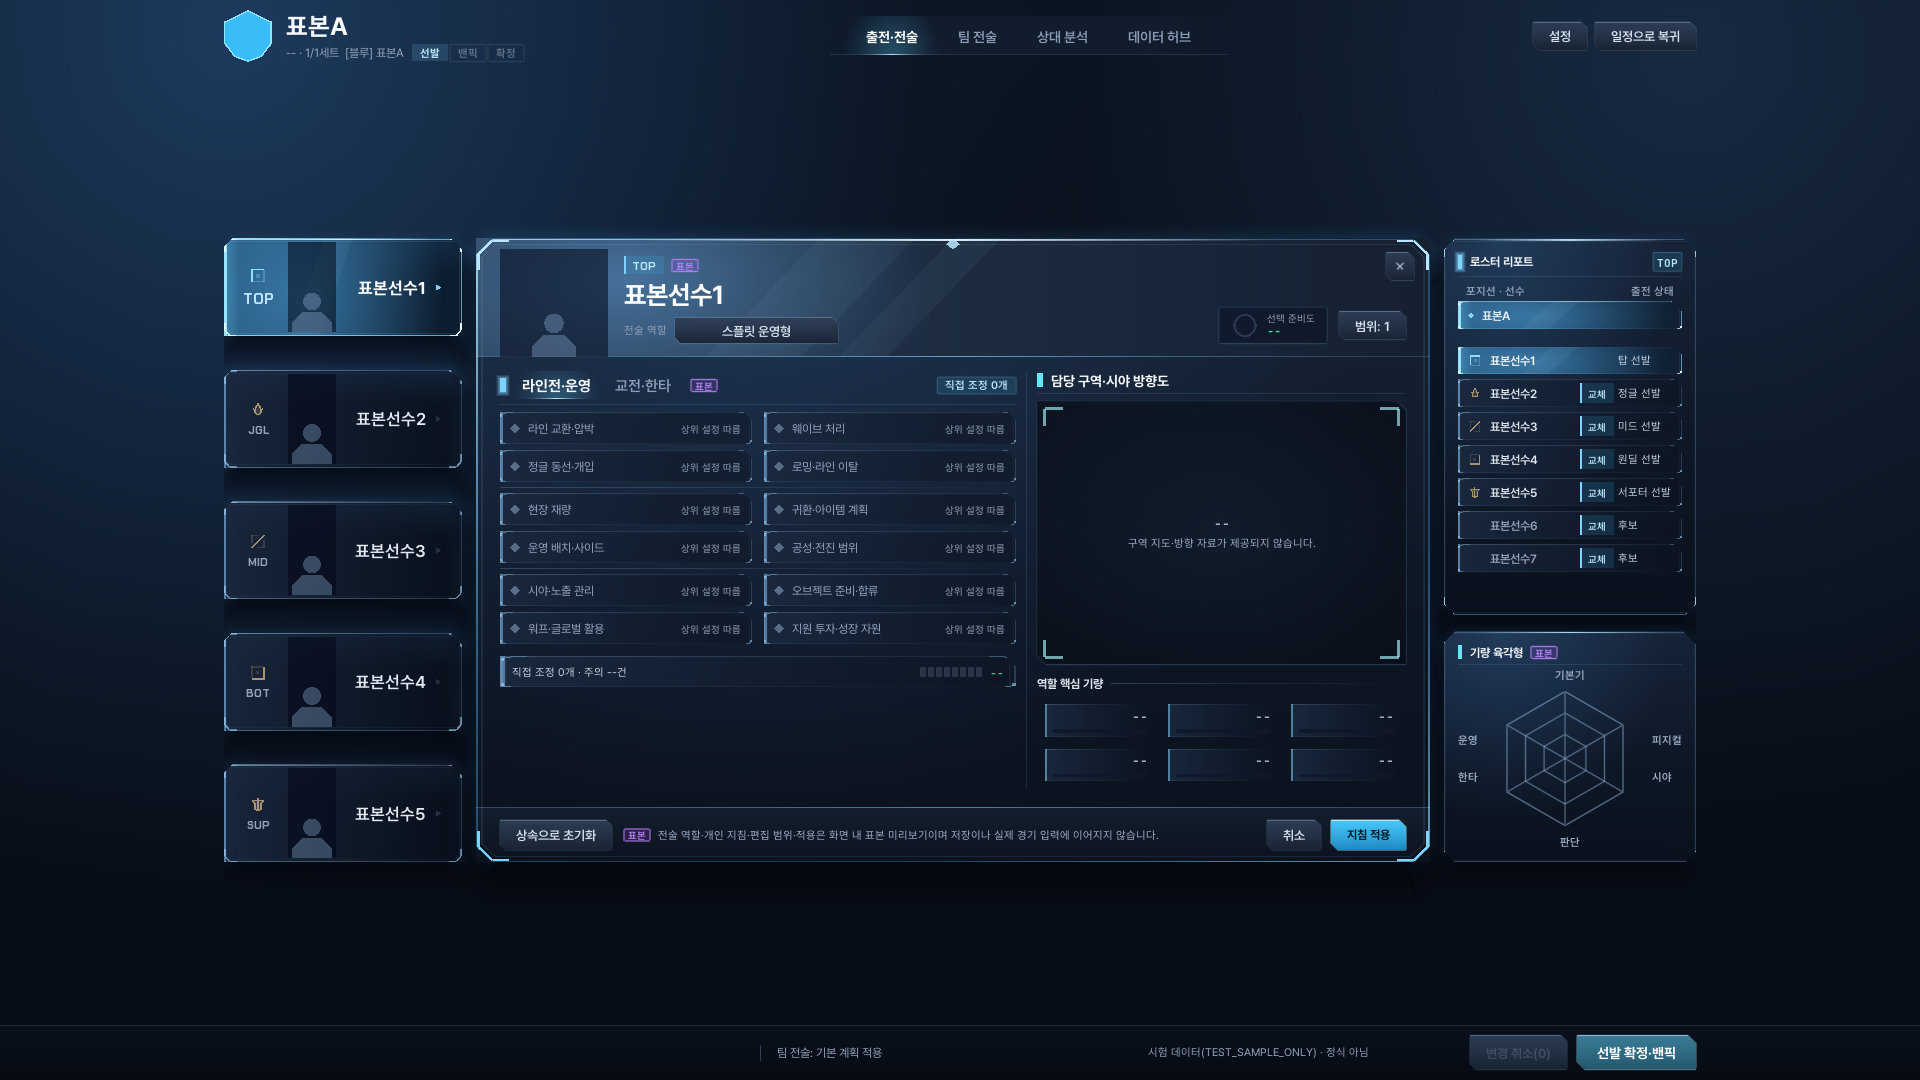 표본A
-- · 1/1세트 [블루] 표본A 선발 밴픽 확정
출전·전술 팀 전술 상대 분석 데이터 허브
설정 일정으로 복귀
TOP
표본선수1
JGL
표본선수2
MID
표본선수3
BOT
표본선수4
SUP
표본선수5
TOP 표본
표본선수1
전술 역할 스플릿 운영형
선택 준비도
--
범위: 1
×
라인전·운영 교전·한타 표본 직접 조정 0개
라인 교환·압박 상위 설정 따름
웨이브 처리 상위 설정 따름
정글 동선·개입 상위 설정 따름
로밍·라인 이탈 상위 설정 따름
현장 재량 상위 설정 따름
귀환·아이템 계획 상위 설정 따름
운영 배치·사이드 상위 설정 따름
공성·전진 범위 상위 설정 따름
시야·노출 관리 상위 설정 따름
오브젝트 준비·합류 상위 설정 따름
워프·글로벌 활용 상위 설정 따름
지원 투자·성장 자원 상위 설정 따름
직접 조정 0개 · 주의 --건 --
담당 구역·시야 방향도
--
구역 지도·방향 자료가 제공되지 않습니다.
역할 핵심 기량
-- -- --
-- -- --
상속으로 초기화 표본 전술 역할·개인 지침·편집 범위·적용은 화면 내 표본 미리보기이며 저장이나 실제 경기 입력에 이어지지 않습니다. 취소 지침 적용
로스터 리포트 TOP
포지션 · 선수 출전 상태
표본A
표본선수1 탑 선발
표본선수2 교체 정글 선발
표본선수3 교체 미드 선발
표본선수4 교체 원딜 선발
표본선수5 교체 서포터 선발
표본선수6 교체 후보
표본선수7 교체 후보
기량 육각형 표본
기본기
운영 피지컬
한타 시야
판단
팀 전술: 기본 계획 적용
시험 데이터(TEST_SAMPLE_ONLY) · 정식 아님
변경 취소(0) 선발 확정·밴픽